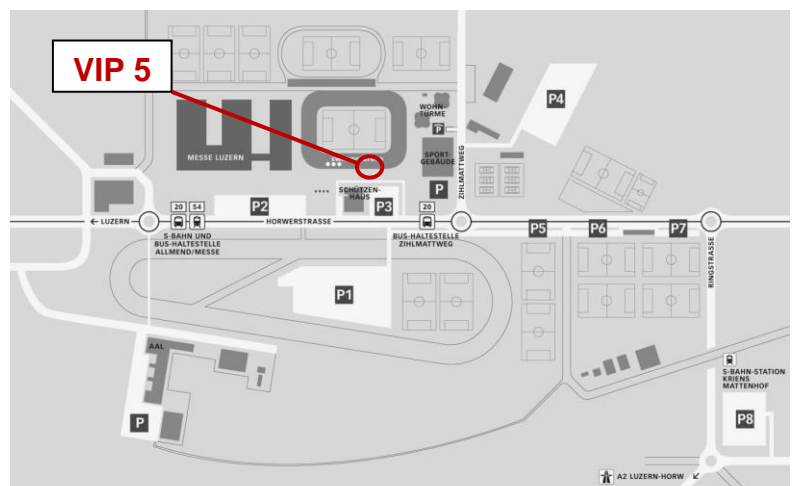 VIP 5
P4
WOHN-
TÜRME
P
MESSE LUZERN
SPORT-
GEBÄUDE
P
ZIHLMATTWEG
SCHÜTZEN-
HAUS
P2
P3
20
54
20
← LUZERN
HORWERSTRASSE
P5
P6
P7
S-BAHN UND
BUS-HALTESTELLE
ALLMEND/MESSE
BUS-HALTESTELLE
ZIHLMATTWEG
RINGSTRASSE
P1
AAL
S-BAHN-STATION
KRIENS
MATTENHOF
P
P8
A2 LUZERN-HORW ↙